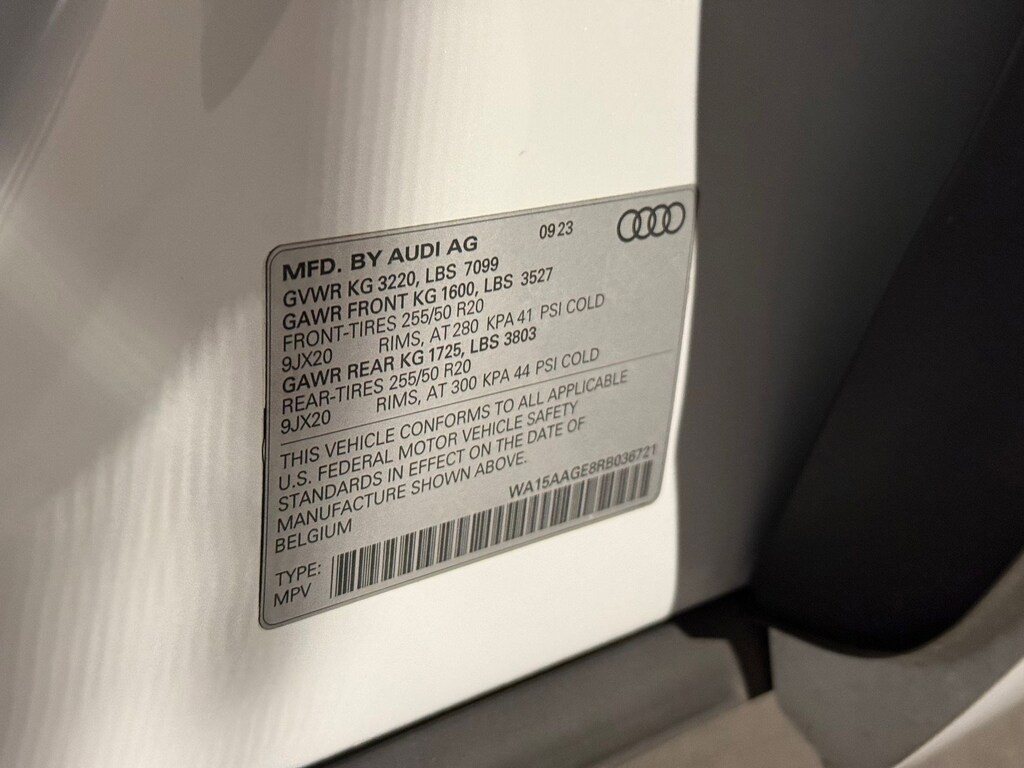 MFD. BY AUDI AG 09 23
GVWR KG 3220, LBS 7099
GAWR FRONT KG 1600, LBS 3527
FRONT-TIRES 255/50 R20
9JX20 RIMS, AT 280 KPA 41 PSI COLD
GAWR REAR KG 1725, LBS 3803
REAR-TIRES 255/50 R20
9JX20 RIMS, AT 300 KPA 44 PSI COLD
THIS VEHICLE CONFORMS TO ALL APPLICABLE
U.S. FEDERAL MOTOR VEHICLE SAFETY
STANDARDS IN EFFECT ON THE DATE OF
MANUFACTURE SHOWN ABOVE.
BELGIUM WA15AAGE8RB036721
TYPE:
MPV